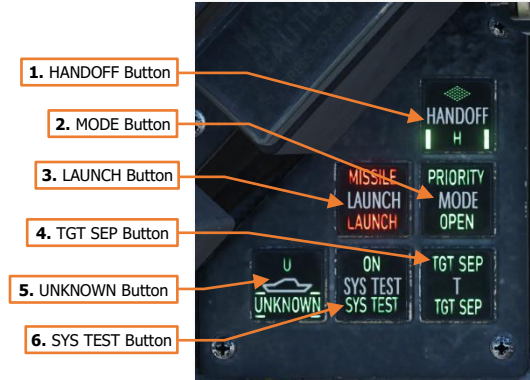 1. HANDOFF Button
2. MODE Button
3. LAUNCH Button
4. TGT SEP Button
5. UNKNOWN Button
6. SYS TEST Button
HANDOFF
H
MISSILE
LAUNCH
LAUNCH
PRIORITY
MODE
OPEN
U
UNKNOWN
ON
SYS TEST
SYS TEST
TGT SEP
T
TGT SEP